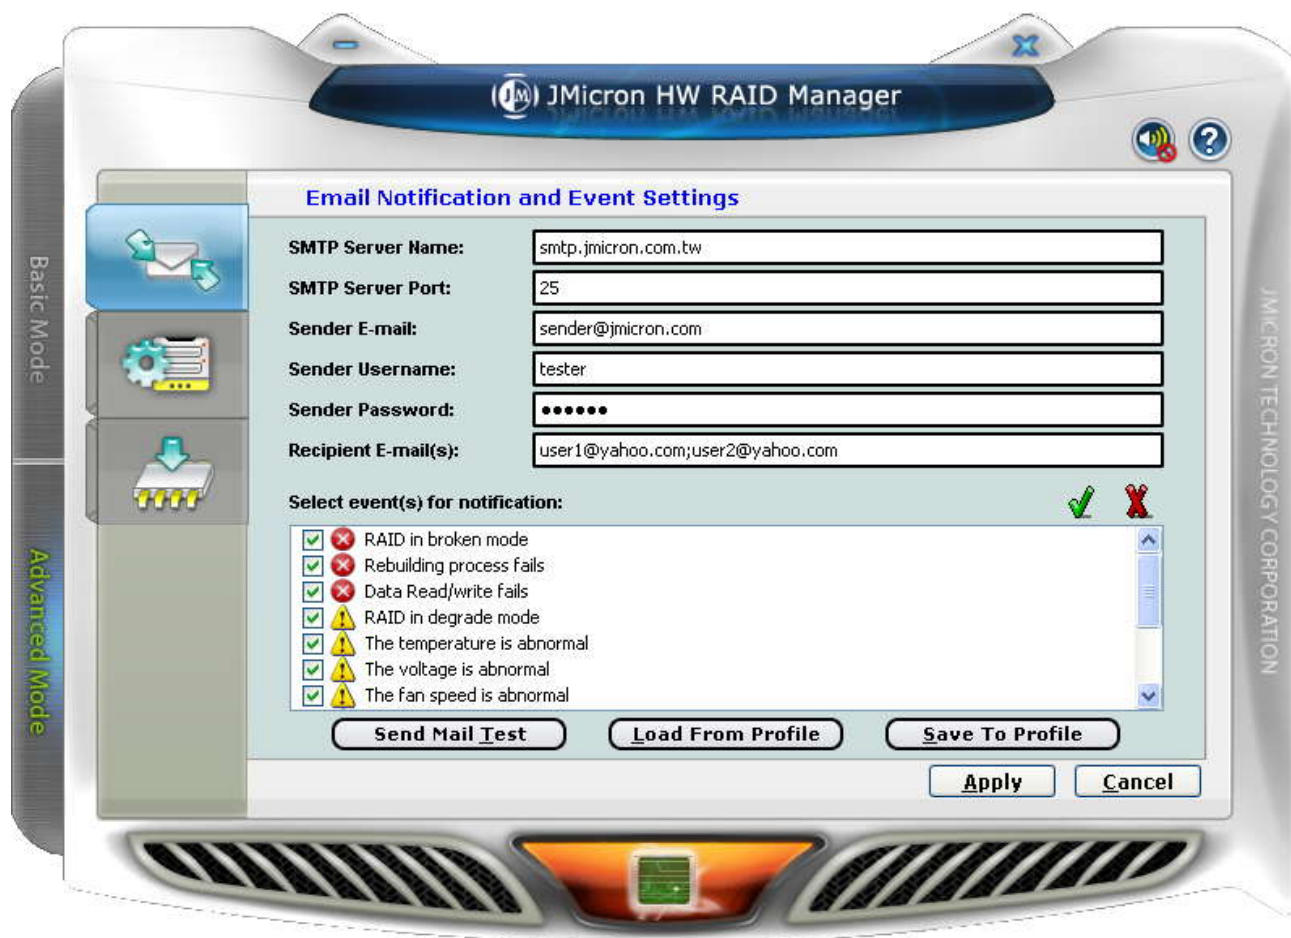 JM JMicron HW RAID Manager
Email Notification and Event Settings
SMTP Server Name: smtp.jmicron.com.tw
SMTP Server Port: 25
Sender E-mail: sender@jmicron.com
Sender Username: tester
Sender Password: ●●●●●●
Recipient E-mail(s): user1@yahoo.com;user2@yahoo.com
Select event(s) for notification:
RAID in broken mode
Rebuilding process fails
Data Read/write fails
RAID in degrade mode
The temperature is abnormal
The voltage is abnormal
The fan speed is abnormal
Send Mail Test Load From Profile Save To Profile
Apply Cancel
Basic Mode
Advanced Mode
JMICRON TECHNOLOGY CORPORATION